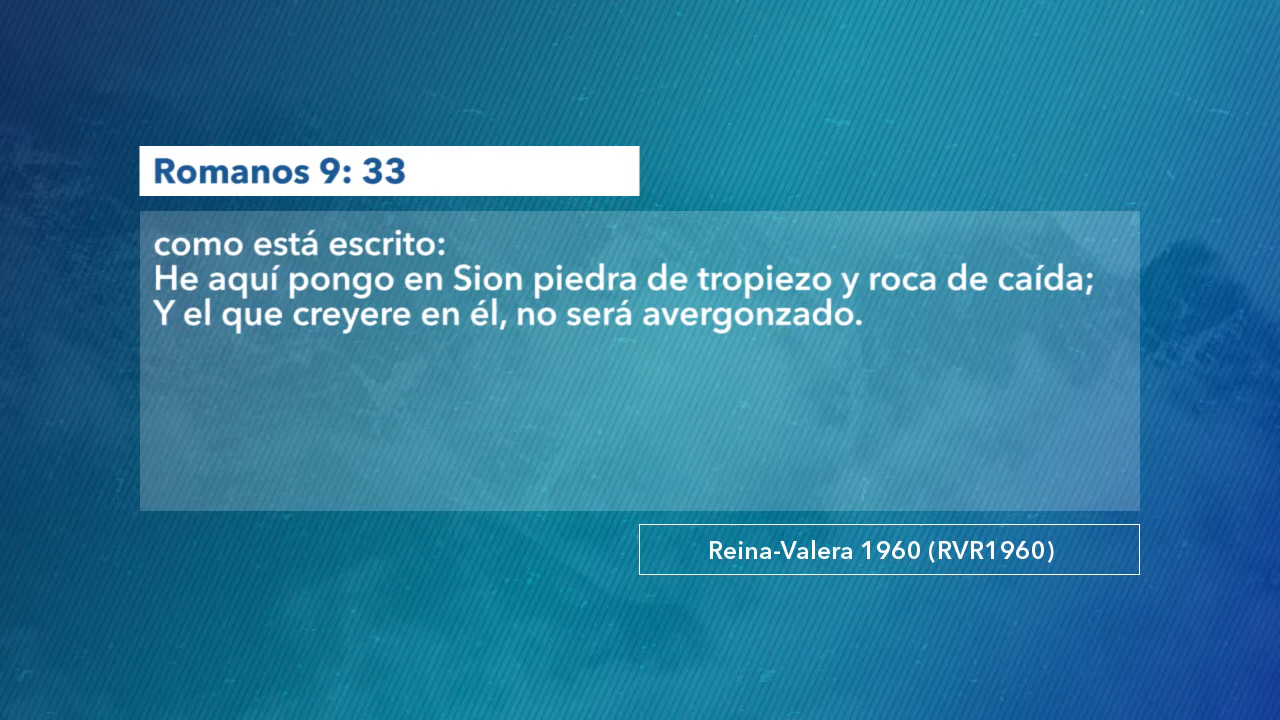 Romanos 9: 33
como está escrito:
He aquí pongo en Sion piedra de tropiezo y roca de caída;
Y el que creyere en él, no será avergonzado.
Reina-Valera 1960 (RVR1960)